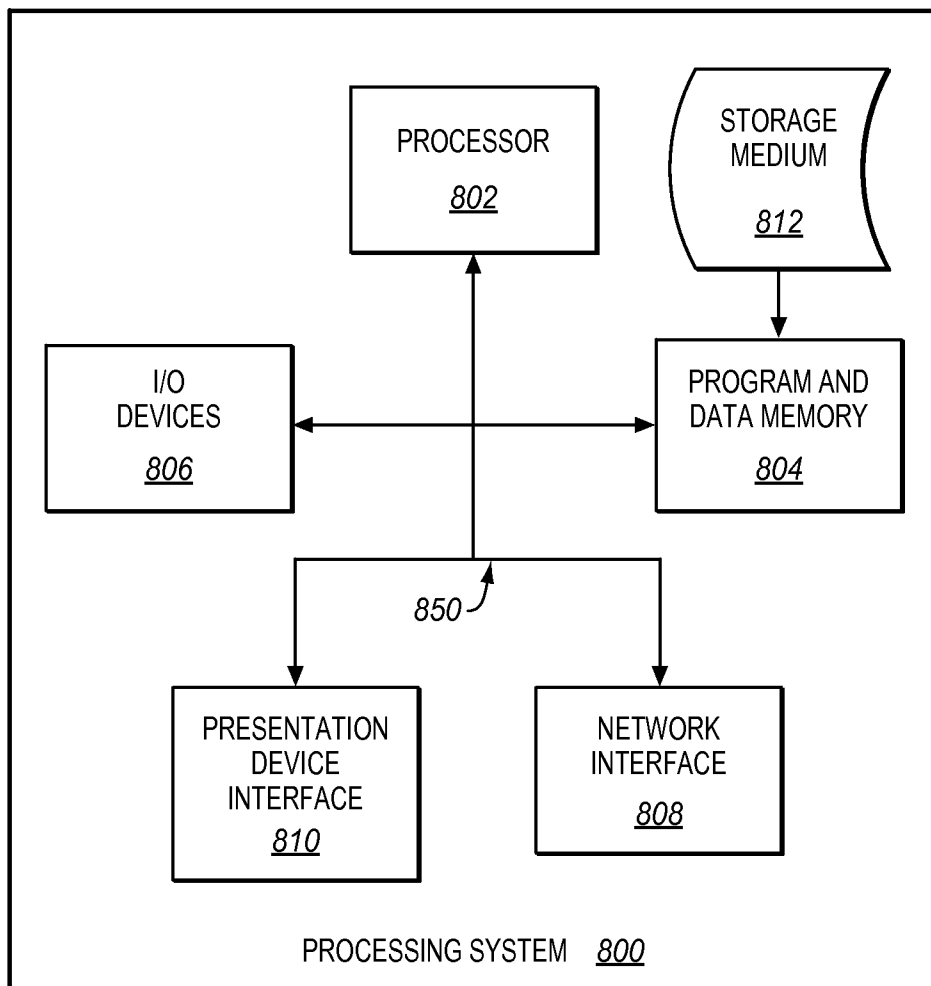 PROCESSOR
802
STORAGE
MEDIUM
812
I/O
DEVICES
806
PROGRAM AND
DATA MEMORY
804
850
PRESENTATION
DEVICE
INTERFACE
810
NETWORK
INTERFACE
808
PROCESSING SYSTEM 800